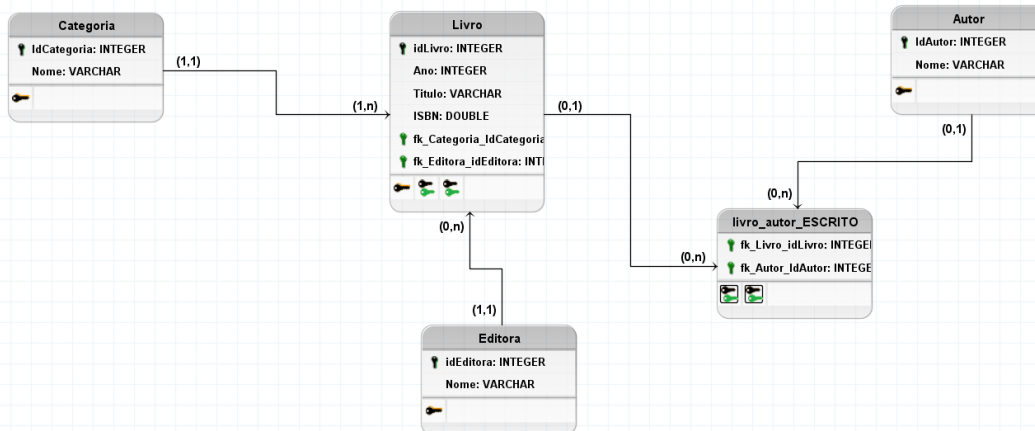 Categoria
IdCategoria: INTEGER
Nome: VARCHAR
(1,1)
(1,n)
Livro
idLivro: INTEGER
Ano: INTEGER
Titulo: VARCHAR
ISBN: DOUBLE
fk_Categoria_IdCategoria
fk_Editora_idEditora: INT
(0,1)
(0,n)
Autor
IdAutor: INTEGER
Nome: VARCHAR
(0,1)
(0,n)
livro_autor_ESCRITO
fk_Livro_idLivro: INTEGE
fk_Autor_IdAutor: INTEGE
(0,n)
(1,1)
Editora
idEditora: INTEGER
Nome: VARCHAR